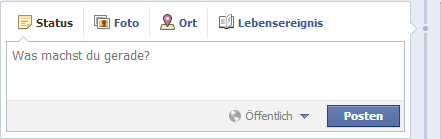 Status Foto Ort Lebensereignis
Was machst du gerade?
Öffentlich Posten